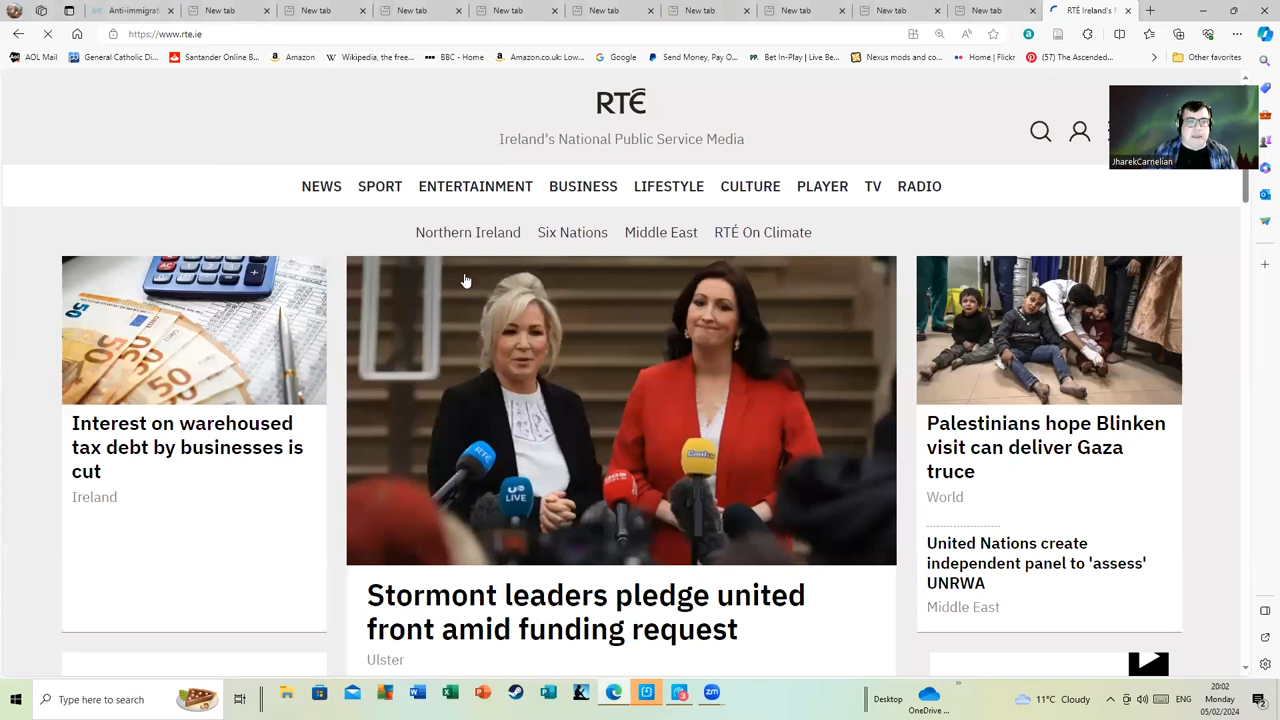 Anti-immigrat
New tab
New tab
New tab
New tab
New tab
New tab
New tab
New tab
New tab
RTÉ Ireland's N
https://www.rte.ie
AOL Mail
General Catholic Di...
Santander Online B...
Amazon
Wikipedia, the free...
BBC - Home
Amazon.co.uk: Low...
Google
Send Money, Pay O...
Bet In-Play | Live Be...
Nexus mods and co...
Home | Flickr
(57) The Ascended...
Other favorites
RTÉ
Ireland's National Public Service Media
JharekCarnelian
NEWS SPORT ENTERTAINMENT BUSINESS LIFESTYLE CULTURE PLAYER TV RADIO
Northern Ireland Six Nations Middle East RTÉ On Climate
Interest on warehoused
tax debt by businesses is
cut
Ireland
RTÉ
U
LIVE
Cool
Stormont leaders pledge united
front amid funding request
Ulster
Palestinians hope Blinken
visit can deliver Gaza
truce
World
United Nations create
independent panel to 'assess'
UNRWA
Middle East
Type here to search
Desktop
OneDrive ...
11°C Cloudy
ENG
20:02
Monday
05/02/2024